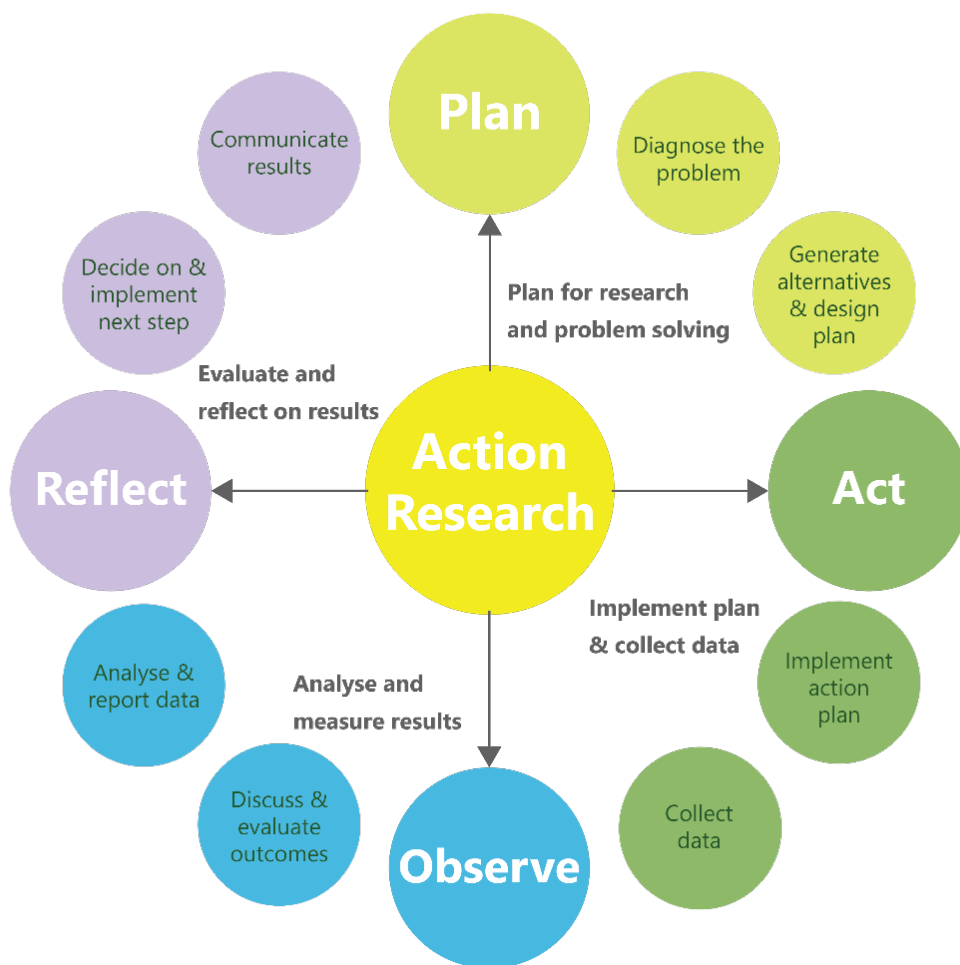 Plan
Communicate
results
Diagnose the
problem
Decide on &
implement
next step
Generate
alternatives
& design
plan
Plan for research
and problem solving
Evaluate and
reflect on results
Action
Research
Reflect
Act
Implement plan
& collect data
Analyse &
report data
Implement
action
plan
Analyse and
measure results
Discuss &
evaluate
outcomes
Collect
data
Observe